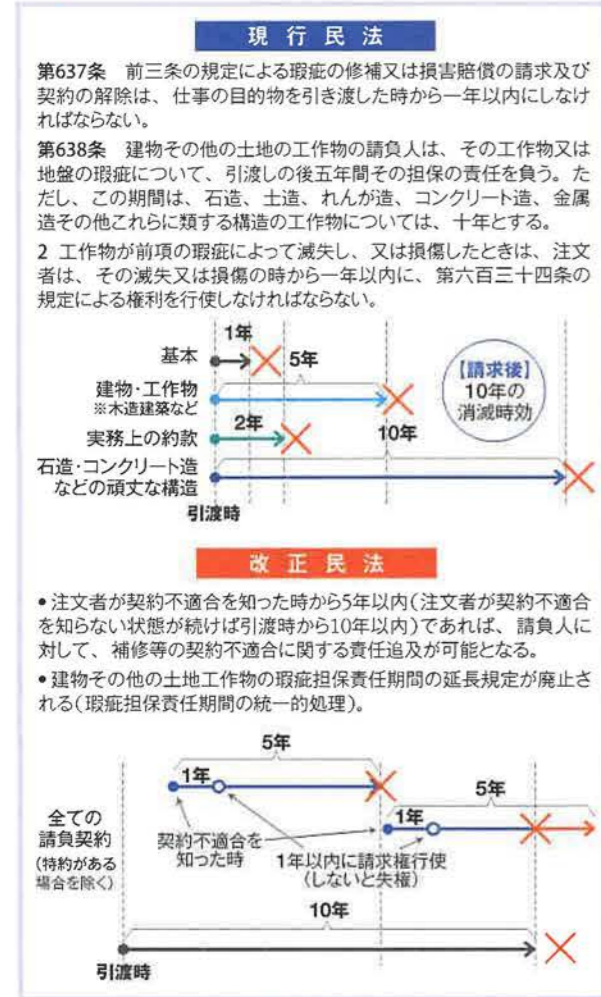 現行民法
第637条　前三条の規定による瑕疵の修補又は損害賠償の請求及び
契約の解除は、仕事の目的物を引き渡した時から一年以内にしなけ
ればならない。
第638条　建物その他の土地の工作物の請負人は、その工作物又は
地盤の瑕疵について、引渡しの後五年間その担保の責任を負う。た
だし、この期間は、石造、土造、れんが造、コンクリート造、金属
造その他これらに類する構造の工作物については、十年とする。
2 工作物が前項の瑕疵によって滅失し、又は損傷したときは、注文
者は、その滅失又は損傷の時から一年以内に、第六百三十四条の
規定による権利を行使しなければならない。
1年
基本
5年
建物・工作物
※木造建築など
【請求後】
10年の
消滅時効
2年
実務上の約款
10年
石造・コンクリート造
などの頑丈な構造
引渡時
改正民法
•注文者が契約不適合を知った時から5年以内(注文者が契約不適合
を知らない状態が続けば引渡時から10年以内)であれば、請負人に
対して、補修等の契約不適合に関する責任追及が可能となる。
•建物その他の土地工作物の瑕疵担保責任期間の延長規定が廃止さ
れる(瑕疵担保責任期間の統一的処理)。
5年
1年
5年
1年
全ての
請負契約
(特約がある
場合を除く)
契約不適合を
知った時
1年以内に請求権行使
(しないと失権)
10年
引渡時